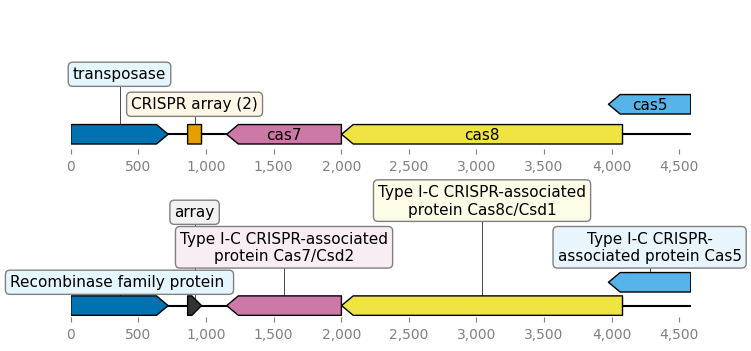 transposase
CRISPR array (2)
cas5
cas7
cas8
0 500 1,000 1,500 2,000 2,500 3,000 3,500 4,000 4,500
Type I-C CRISPR-associated
protein Cas8c/Csd1
array
Type I-C CRISPR-associated
protein Cas7/Csd2
Type I-C CRISPR-
associated protein Cas5
Recombinase family protein
0 500 1,000 1,500 2,000 2,500 3,000 3,500 4,000 4,500